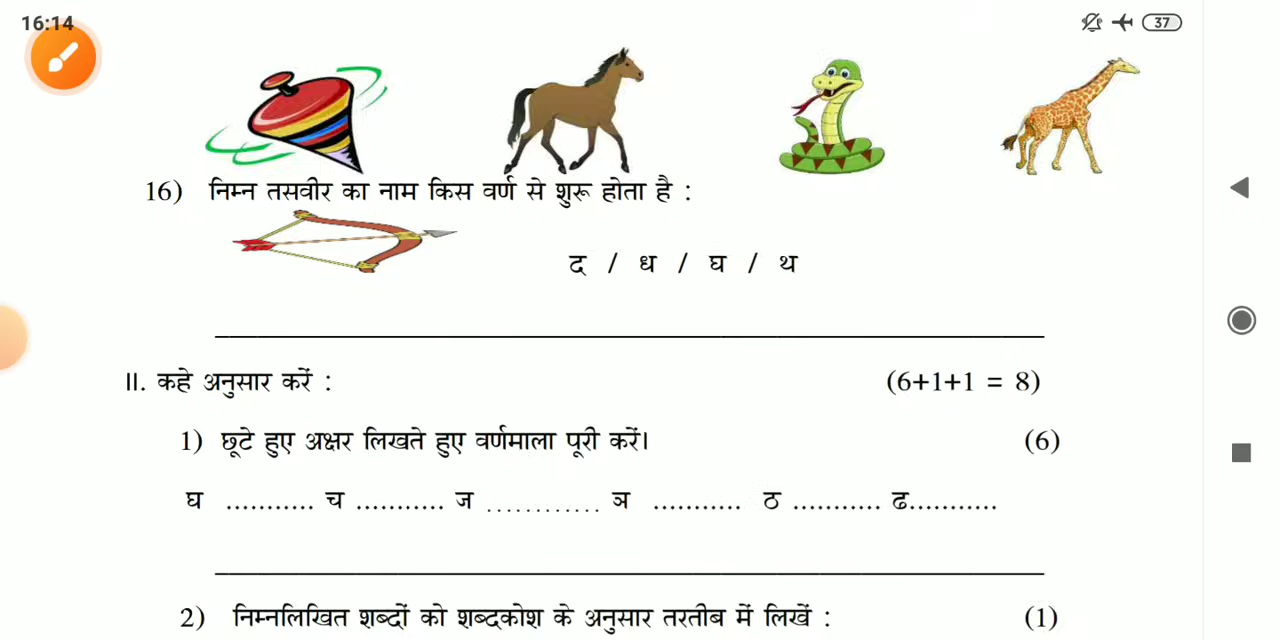 16:14
37
16) निम्न तसवीर का नाम किस वर्ण से शुरू होता है :
द / ध / घ / थ
II. कहे अनुसार करें : (6+1+1 = 8)
1) छूटे हुए अक्षर लिखते हुए वर्णमाला पूरी करें। (6)
घ ........... च ........... ज ............ ञ ........... ठ ........... ढ...........
2) निम्नलिखित शब्दों को शब्दकोश के अनुसार तरतीब में लिखें : (1)